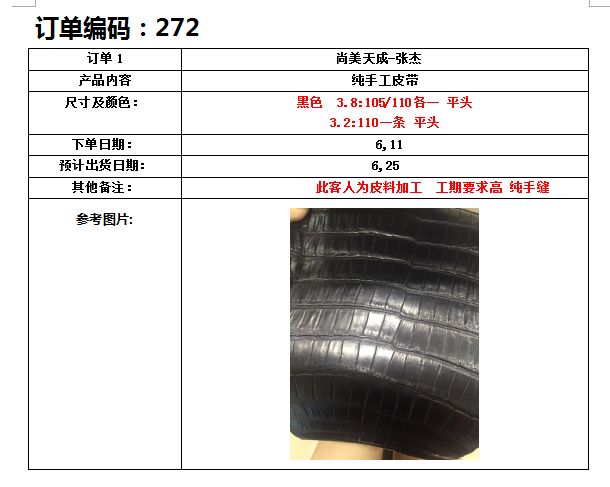 订单编码：272
订单1 尚美天成-张杰
产品内容 纯手工皮带
尺寸及颜色： 黑色 3.8:105/110各一 平头
3.2:110一条 平头
下单日期： 6,11
预计出货日期： 6,25
其他备注： 此客人为皮料加工 工期要求高 纯手缝
参考图片: